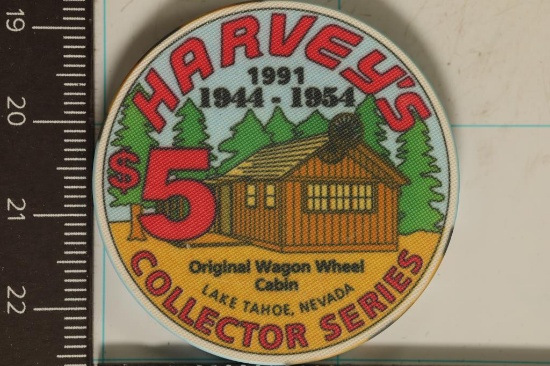 HARVEY'S
1991
1944 - 1954
$5
Original Wagon Wheel
Cabin
LAKE TAHOE, NEVADA
COLLECTOR SERIES
19
20
21
22